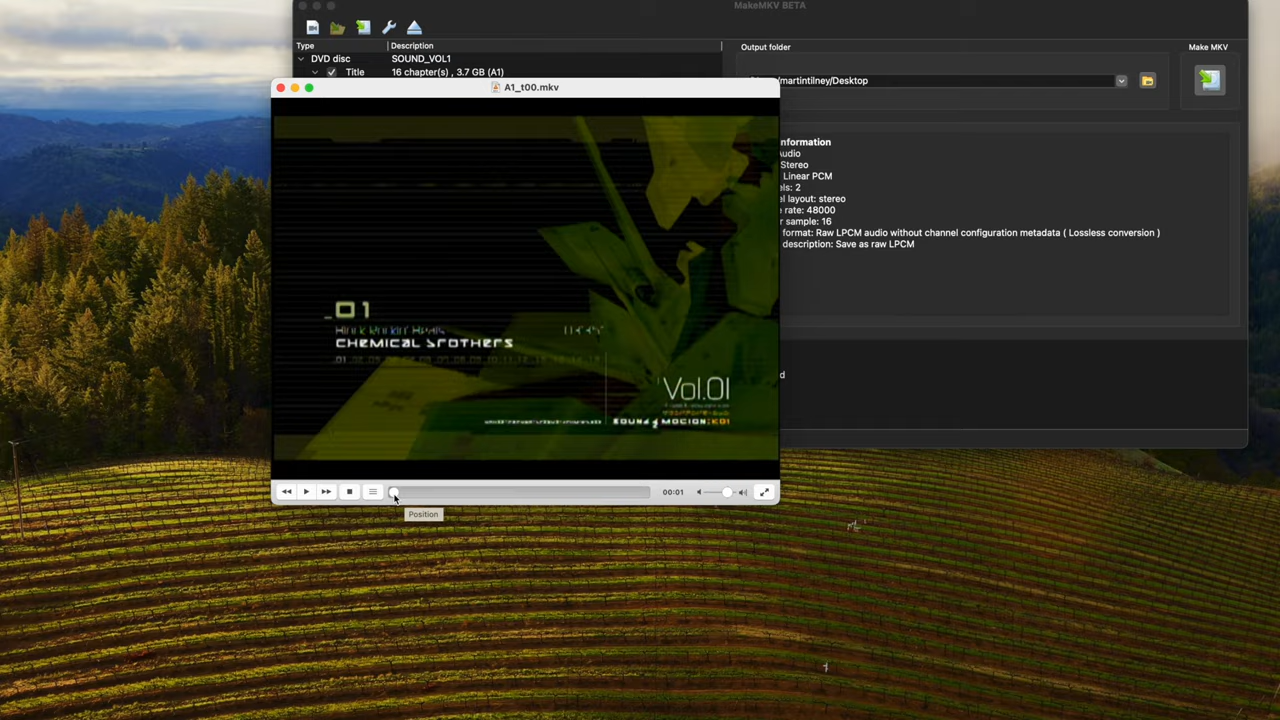 MakeMKV BETA
Type
Description
Output folder
Make MKV
DVD disc
SOUND_VOL1
Title
16 chapter(s) , 3.7 GB (A1)
/martintilney/Desktop
A1_t00.mkv
nformation
Audio
Stereo
Linear PCM
els: 2
el layout: stereo
e rate: 48000
r sample: 16
format: Raw LPCM audio without channel configuration metadata ( Lossless conversion )
description: Save as raw LPCM
d
_01
CHEMICAL BROTHERS
Vol.01
00:01
Position